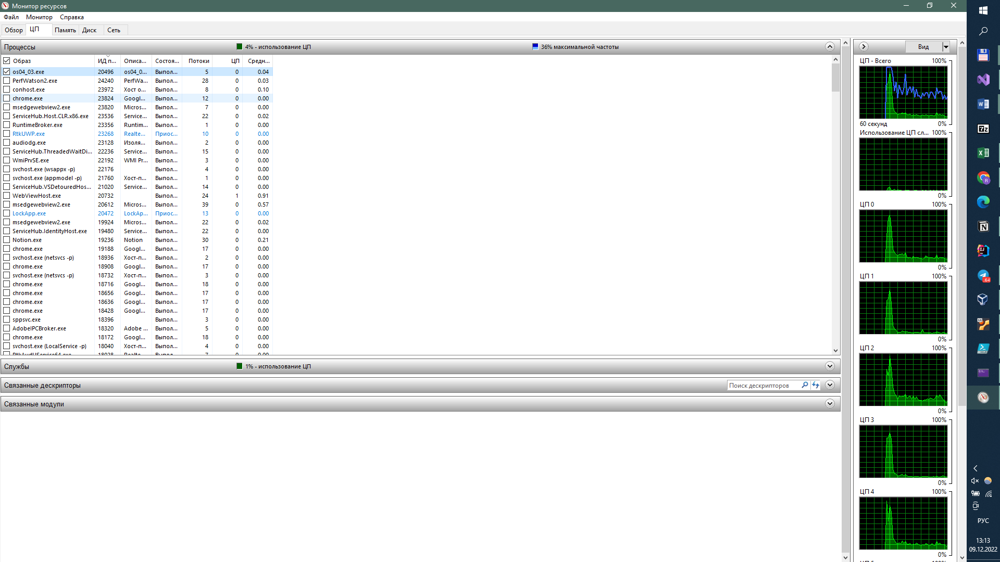 Монитор ресурсов
Файл Монитор Справка
Обзор ЦП Память Диск Сеть
Процессы 4% - использование ЦП 36% максимальной частоты
Образ ИД п... Описа... Состоя... Потоки ЦП Средн...
os04_03.exe 20496 os04_0... Выпол... 5 0 0.04
PerfWatson2.exe 24240 PerfWa... Выпол... 28 0 0.03
conhost.exe 23972 Хост о... Выпол... 8 0 0.10
chrome.exe 23824 Googl... Выпол... 12 0 0.00
msedgewebview2.exe 23820 Micros... Выпол... 7 0 0.00
ServiceHub.Host.CLR.x86.exe 23536 Service... Выпол... 22 0 0.02
RuntimeBroker.exe 23356 Runtim... Выпол... 1 0 0.00
RtkUWP.exe 23268 Realte... Приос... 10 0 0.00
audiodg.exe 23128 Изоля... Выпол... 2 0 0.00
ServiceHub.ThreadedWaitDi... 22236 Service... Выпол... 15 0 0.00
WmiPrvSE.exe 22192 WMI Pr... Выпол... 3 0 0.00
svchost.exe (wsappx -p) 22176 Выпол... 4 0 0.00
svchost.exe (appmodel -p) 21760 Хост-п... Выпол... 1 0 0.00
ServiceHub.VSDetouredHos... 21020 Service... Выпол... 14 0 0.00
WebViewHost.exe 20732 Выпол... 24 1 0.91
msedgewebview2.exe 20612 Micros... Выпол... 39 0 0.57
LockApp.exe 20472 LockAp... Приос... 13 0 0.00
msedgewebview2.exe 19924 Micros... Выпол... 22 0 0.02
ServiceHub.IdentityHost.exe 19480 Service... Выпол... 22 0 0.00
Notion.exe 19236 Notion Выпол... 30 0 0.21
chrome.exe 19188 Googl... Выпол... 17 0 0.00
svchost.exe (netsvcs -p) 18936 Хост-п... Выпол... 2 0 0.00
chrome.exe 18908 Googl... Выпол... 17 0 0.00
svchost.exe (netsvcs -p) 18732 Хост-п... Выпол... 3 0 0.00
chrome.exe 18716 Googl... Выпол... 18 0 0.00
chrome.exe 18656 Googl... Выпол... 17 0 0.00
chrome.exe 18636 Googl... Выпол... 17 0 0.00
chrome.exe 18428 Googl... Выпол... 17 0 0.00
sppsvc.exe 18396 Выпол... 3 0 0.00
AdobeIPCBroker.exe 18320 Adobe ... Выпол... 5 0 0.00
chrome.exe 18172 Googl... Выпол... 18 0 0.00
svchost.exe (LocalService -p) 18040 Хост-п... Выпол... 4 0 0.00
RtkAudUService64.exe 18028 Realte... Выпол... 7 0 0.00
Службы 1% - использование ЦП
Связанные дескрипторы Поиск дескрипторов
Связанные модули
Вид
ЦП - Всего 100%
60 секунд 0%
Использование ЦП сл... 100%
0%
ЦП 0 100%
0%
ЦП 1 100%
0%
ЦП 2 100%
0%
ЦП 3 100%
0%
ЦП 4 100%
0%
ЦП 5 100%
РУС
13:13
09.12.2022